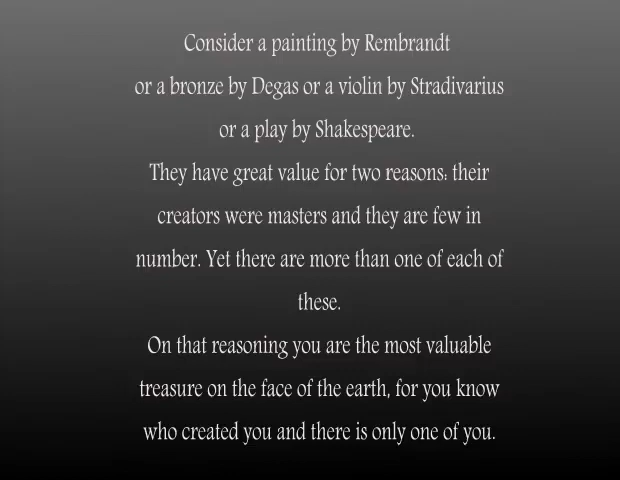 Consider a painting by Rembrandt
or a bronze by Degas or a violin by Stradivarius
or a play by Shakespeare.
They have great value for two reasons: their
creators were masters and they are few in
number. Yet there are more than one of each of
these.
On that reasoning you are the most valuable
treasure on the face of the earth, for you know
who created you and there is only one of you.